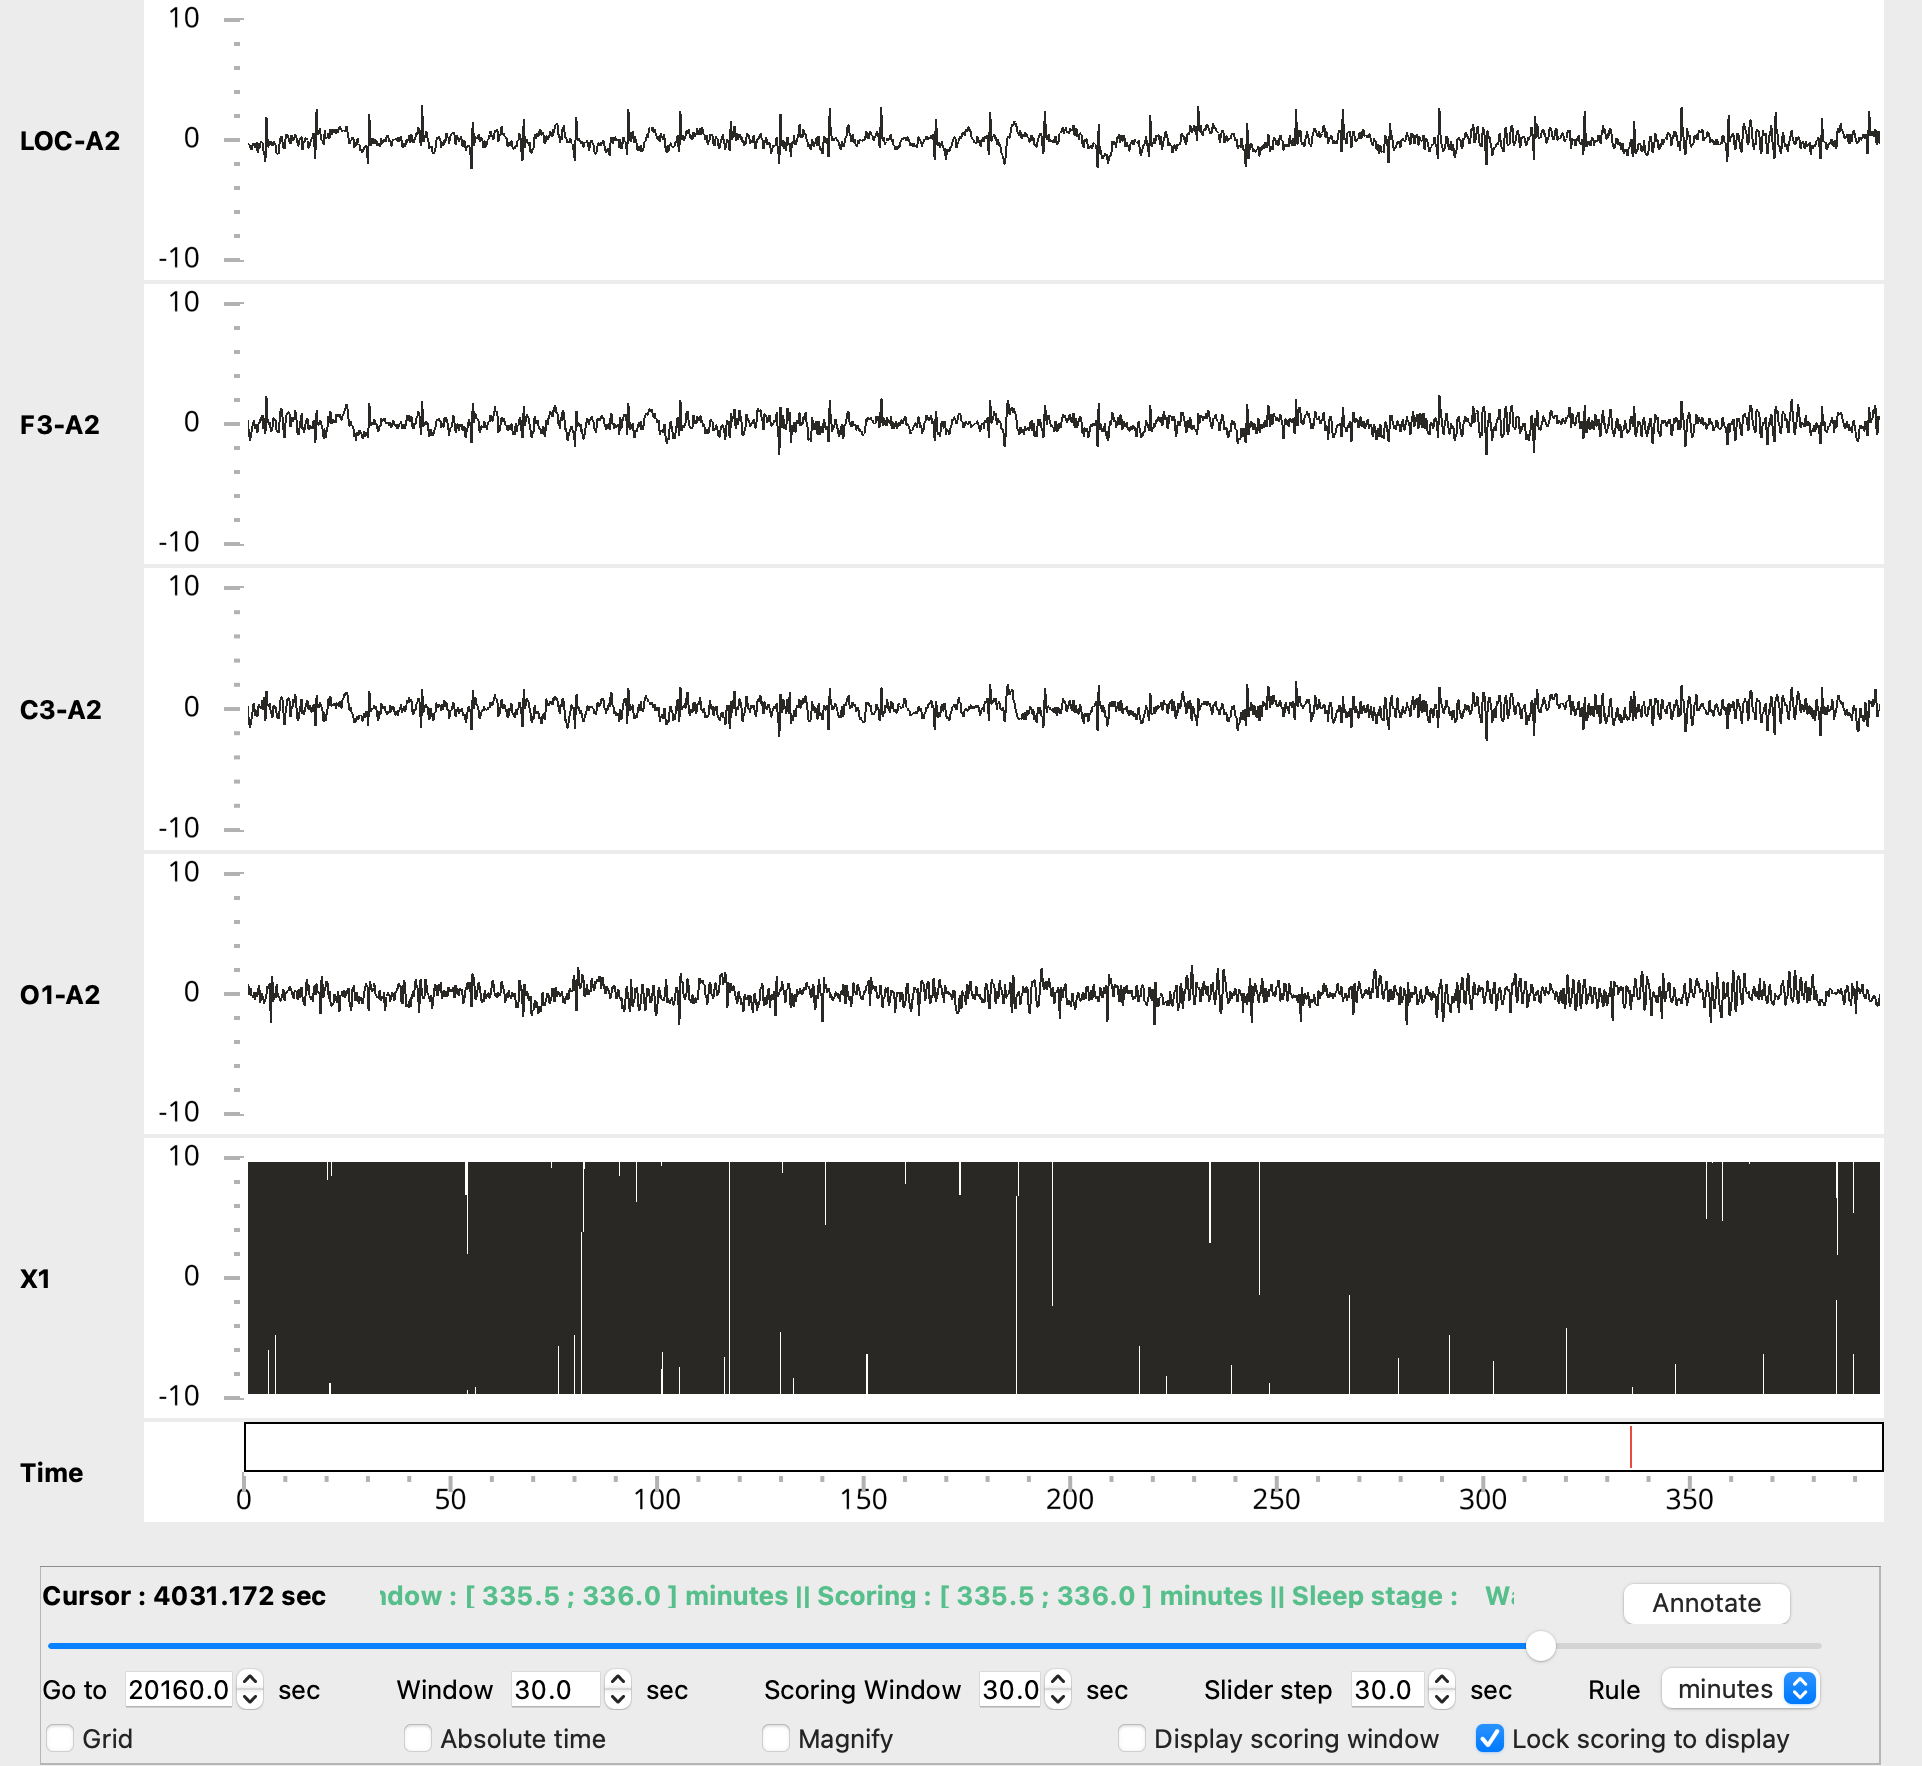 10
LOC-A2
0
-10
10
F3-A2
0
-10
10
C3-A2
0
-10
10
O1-A2
0
-10
10
X1
0
-10
Time
0 50 100 150 200 250 300 350
Cursor : 4031.172 sec ndow : [ 335.5 ; 336.0 ] minutes || Scoring : [ 335.5 ; 336.0 ] minutes || Sleep stage : Annotate
Go to 20160.0 sec Window 30.0 sec Scoring Window 30.0 sec Slider step 30.0 sec Rule minutes
Grid Absolute time Magnify Display scoring window Lock scoring to display